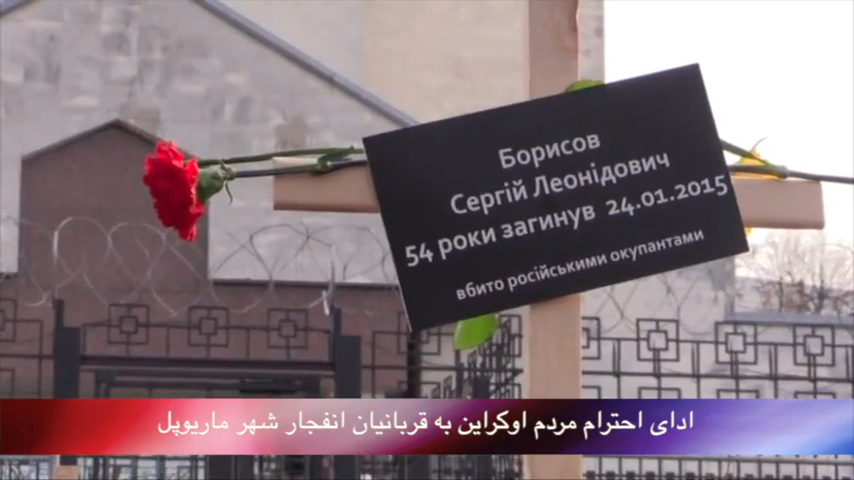 Борисов
Сергій Леонідович
54 роки загинув 24.01.2015
вбито російськими окупантами
ادای احترام مردم اوکراین به قربانیان انفجار شهر ماریوپل